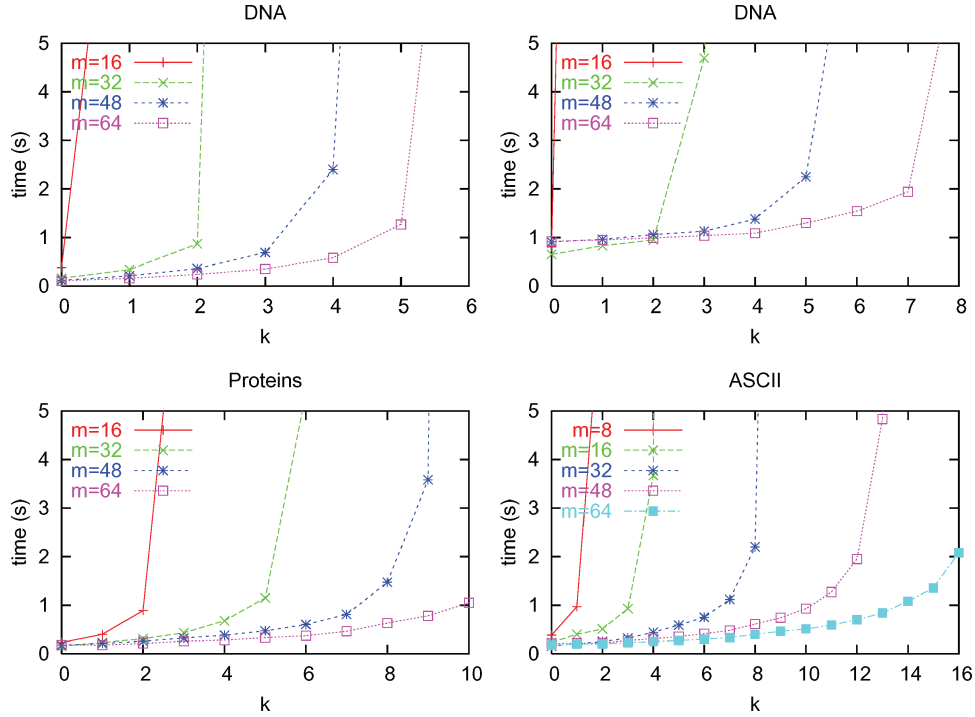 DNA
5
4
3
2
1
0
time (s)
m=16
m=32
m=48
m=64
0 1 2 3 4 5 6
k
DNA
5
4
3
2
1
0
time (s)
m=16
m=32
m=48
m=64
0 1 2 3 4 5 6 7 8
k
Proteins
5
4
3
2
1
0
time (s)
m=16
m=32
m=48
m=64
0 2 4 6 8 10
k
ASCII
5
4
3
2
1
0
time (s)
m=8
m=16
m=32
m=48
m=64
0 2 4 6 8 10 12 14 16
k